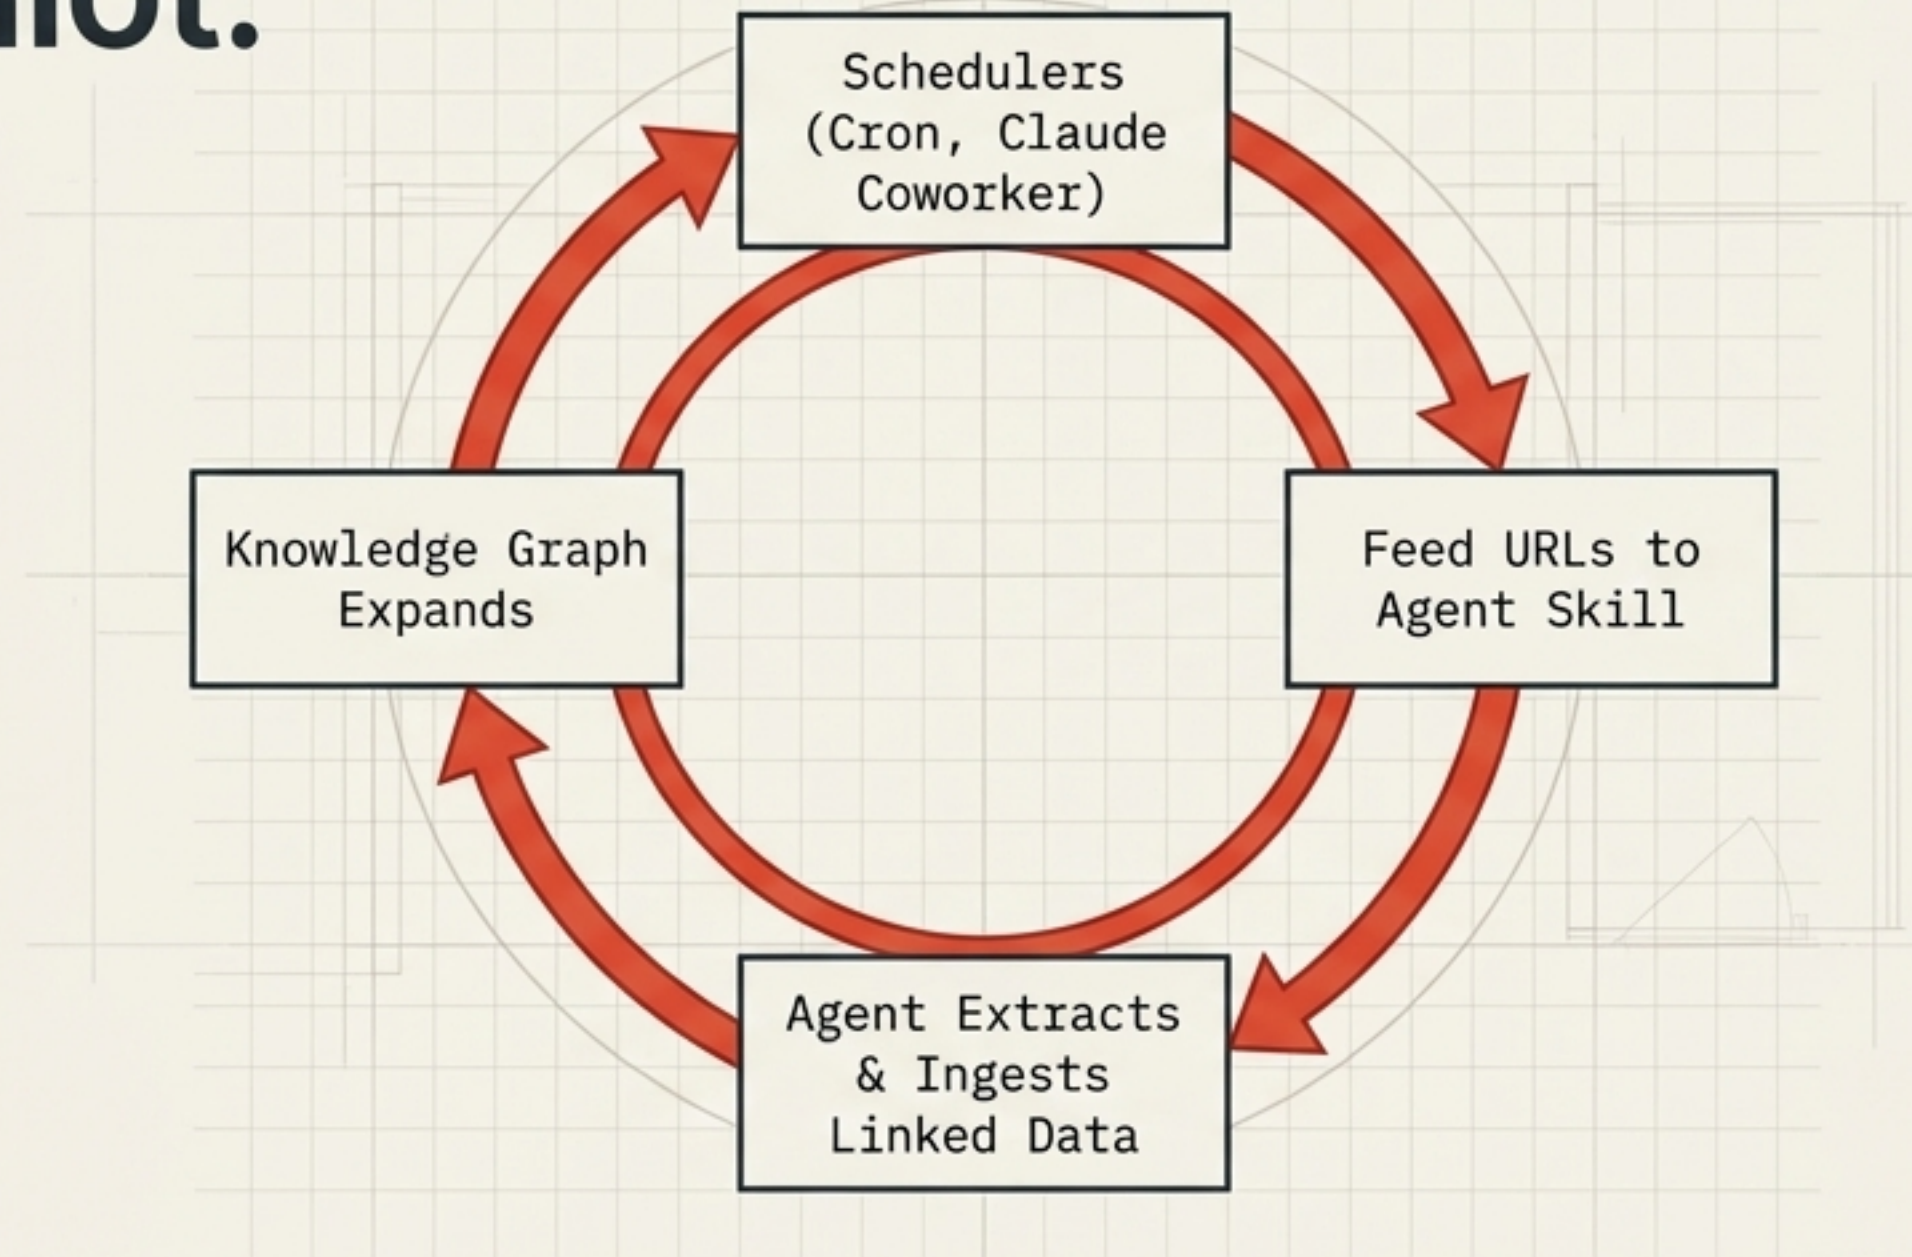 Schedulers
(Cron, Claude
Coworker)
Knowledge Graph
Expands
Feed URLs to
Agent Skill
Agent Extracts
& Ingests
Linked Data